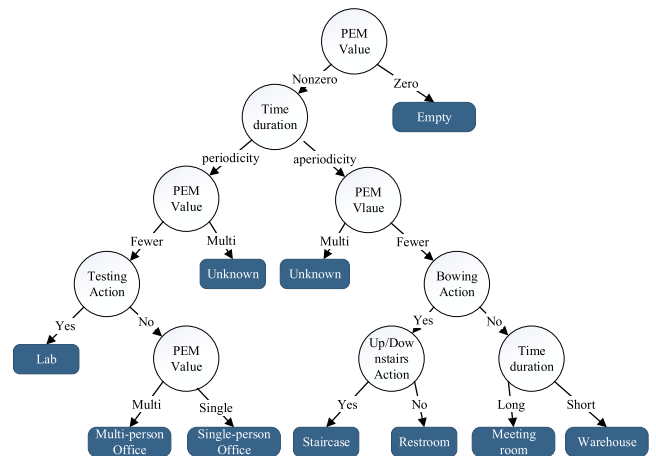 PEM
Value
Nonzero
Zero
Time
duration
Empty
periodicity
aperiodicity
PEM
Value
PEM
Vlaue
Fewer
Multi
Multi
Fewer
Testing
Action
Unknown
Unknown
Bowing
Action
Yes
No
Yes
No
Lab
PEM
Value
Up/Dow
nstairs
Action
Time
duration
Multi
Single
Yes
No
Long
Short
Multi-person
Office
Single-person
Office
Staircase
Restroom
Meeting
room
Warehouse